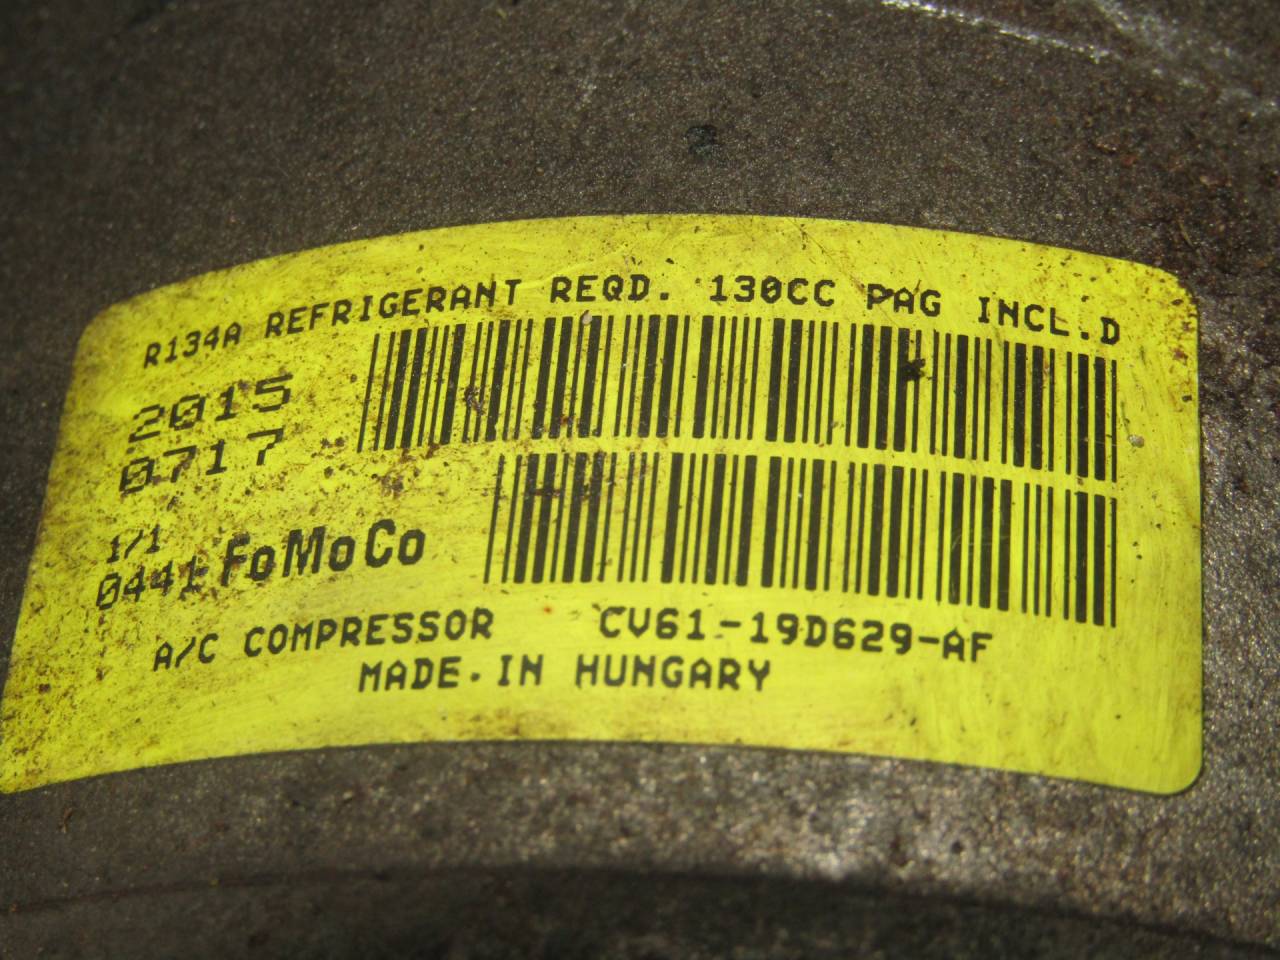 R134A REFRIGERANT REQD. 130CC PAG INCL.D
2015
0717
1/1
0441 FoMoCo
A/C COMPRESSOR CV61-19D629-AF
MADE IN HUNGARY